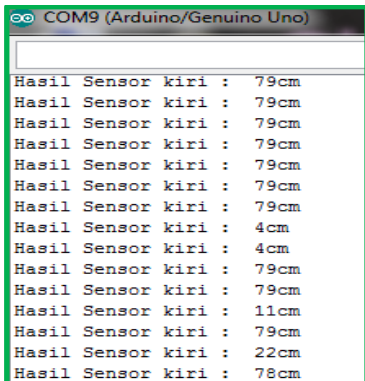 COM9 (Arduino/Genuino Uno)
Hasil Sensor kiri :  79cm
Hasil Sensor kiri :  79cm
Hasil Sensor kiri :  79cm
Hasil Sensor kiri :  79cm
Hasil Sensor kiri :  79cm
Hasil Sensor kiri :  79cm
Hasil Sensor kiri :  79cm
Hasil Sensor kiri :  4cm
Hasil Sensor kiri :  4cm
Hasil Sensor kiri :  79cm
Hasil Sensor kiri :  79cm
Hasil Sensor kiri :  11cm
Hasil Sensor kiri :  79cm
Hasil Sensor kiri :  22cm
Hasil Sensor kiri :  78cm